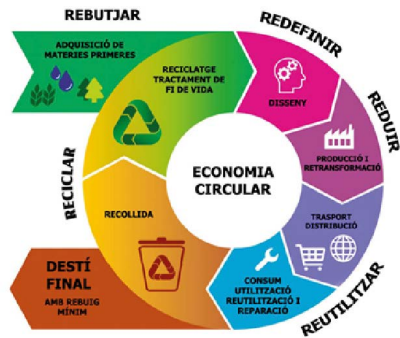 REBUTJAR
ADQUISICIÓ DE
MATERIES PRIMERES
RECICLATGE
TRACTAMENT DE
FI DE VIDA
REDEFINIR
DISSENY
REDUIR
PRODUCCIÓ I
RETRANSFORMACIÓ
ECONOMIA
CIRCULAR
TRASPORT
DISTRIBUCIÓ
REUTILITZAR
CONSUM
UTILITZACIÓ
REUTILITZACIÓ I
REPARACIÓ
RECICLAR
RECOLLIDA
DESTÍ
FINAL
AMB REBUIG
MÍNIM